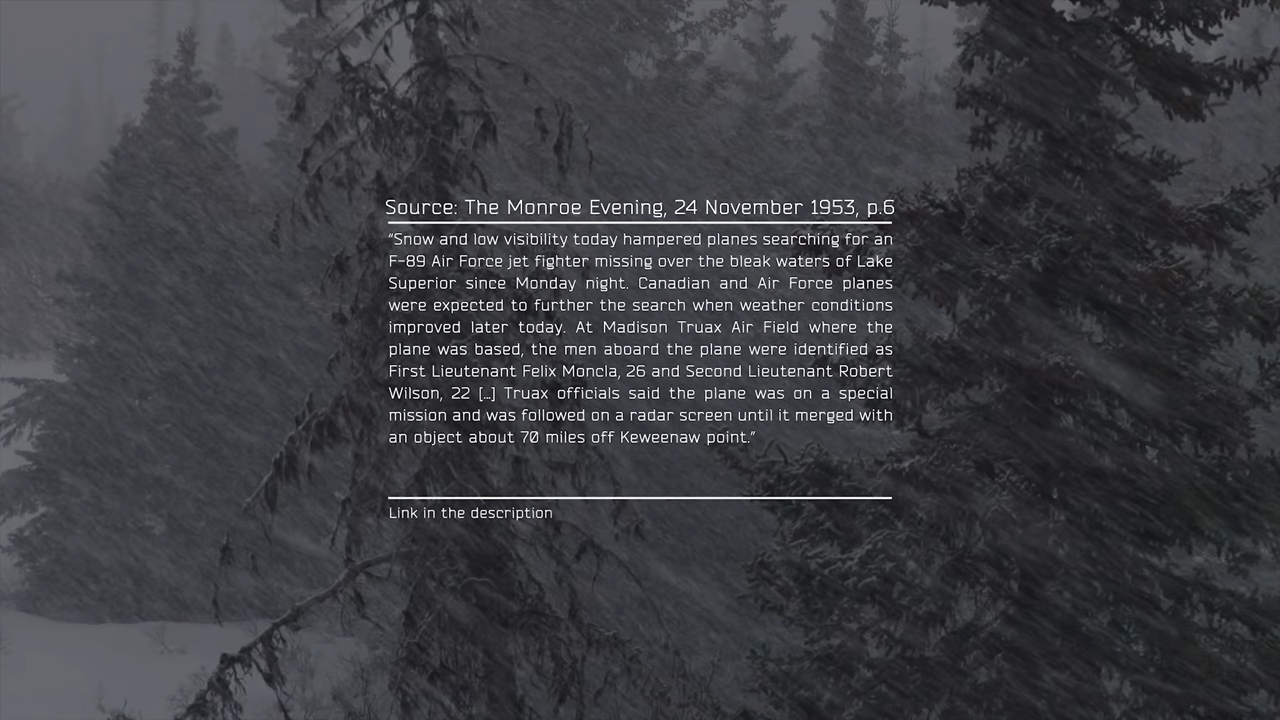 Source: The Monroe Evening, 24 November 1953, p.6
"Snow and low visibility today hampered planes searching for an
F-89 Air Force jet fighter missing over the bleak waters of Lake
Superior since Monday night. Canadian and Air Force planes
were expected to further the search when weather conditions
improved later today. At Madison Truax Air Field where the
plane was based, the men aboard the plane were identified as
First Lieutenant Felix Moncla, 26 and Second Lieutenant Robert
Wilson, 22 [...] Truax officials said the plane was on a special
mission and was followed on a radar screen until it merged with
an object about 70 miles off Keweenaw point."
Link in the description